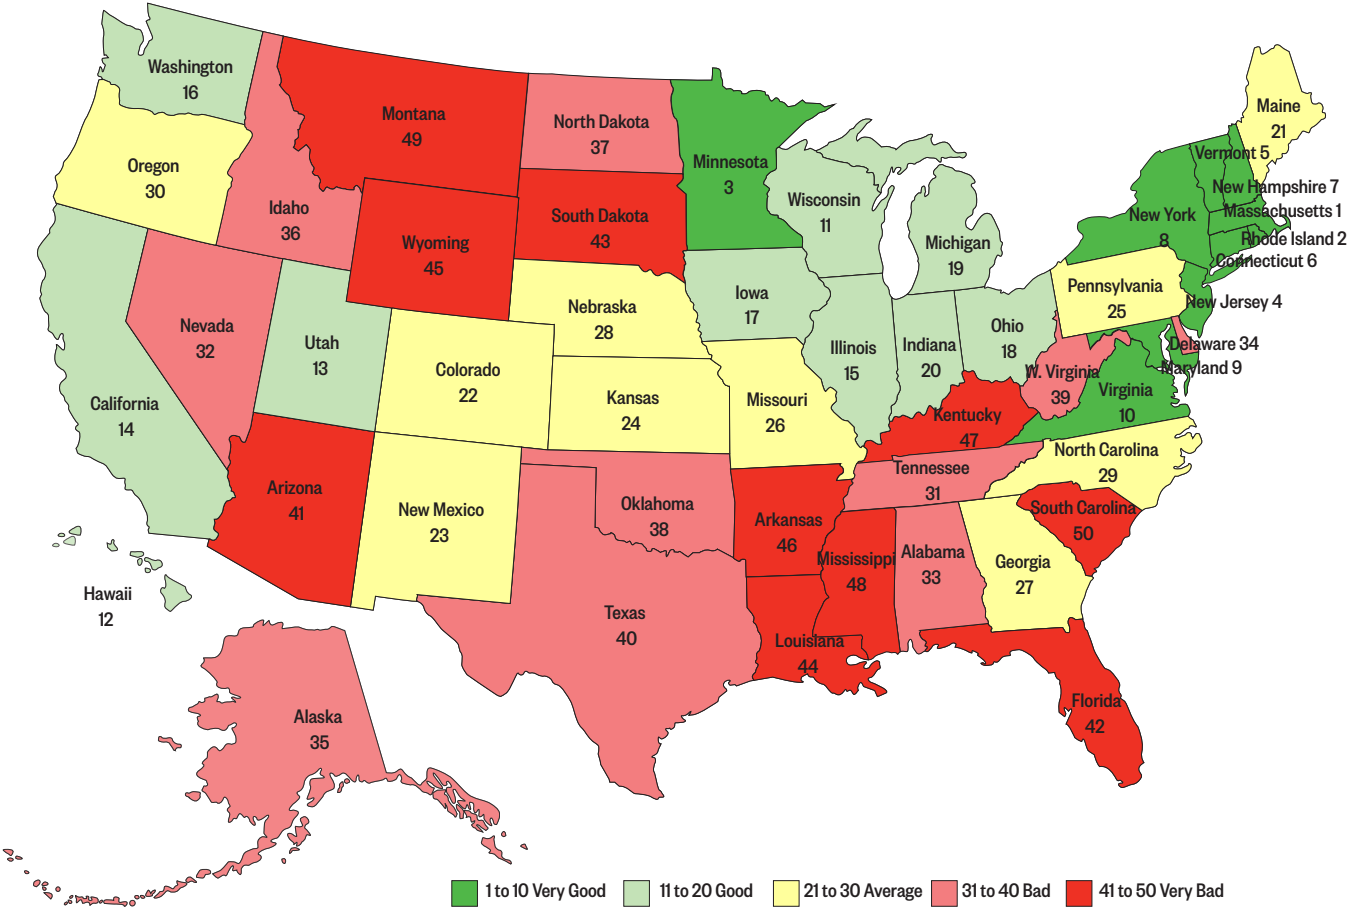 Washington
16
Oregon
30
California
14
Nevada
32
Idaho
36
Montana
49
Wyoming
45
Utah
13
Arizona
41
Colorado
22
New Mexico
23
North Dakota
37
South Dakota
43
Nebraska
28
Kansas
24
Oklahoma
38
Texas
40
Minnesota
3
Iowa
17
Missouri
26
Arkansas
46
Louisiana
44
Wisconsin
11
Illinois
15
Michigan
19
Indiana
20
Ohio
18
Kentucky
47
Tennessee
31
Mississippi
48
Alabama
33
Georgia
27
Florida
42
South Carolina
50
North Carolina
29
Virginia
10
W. Virginia
39
Pennsylvania
25
New York
8
Maine
21
Vermont 5
New Hampshire 7
Massachusetts 1
Rhode Island 2
Connecticut 6
New Jersey 4
Delaware 34
Maryland 9
Hawaii
12
Alaska
35
1 to 10 Very Good
11 to 20 Good
21 to 30 Average
31 to 40 Bad
41 to 50 Very Bad